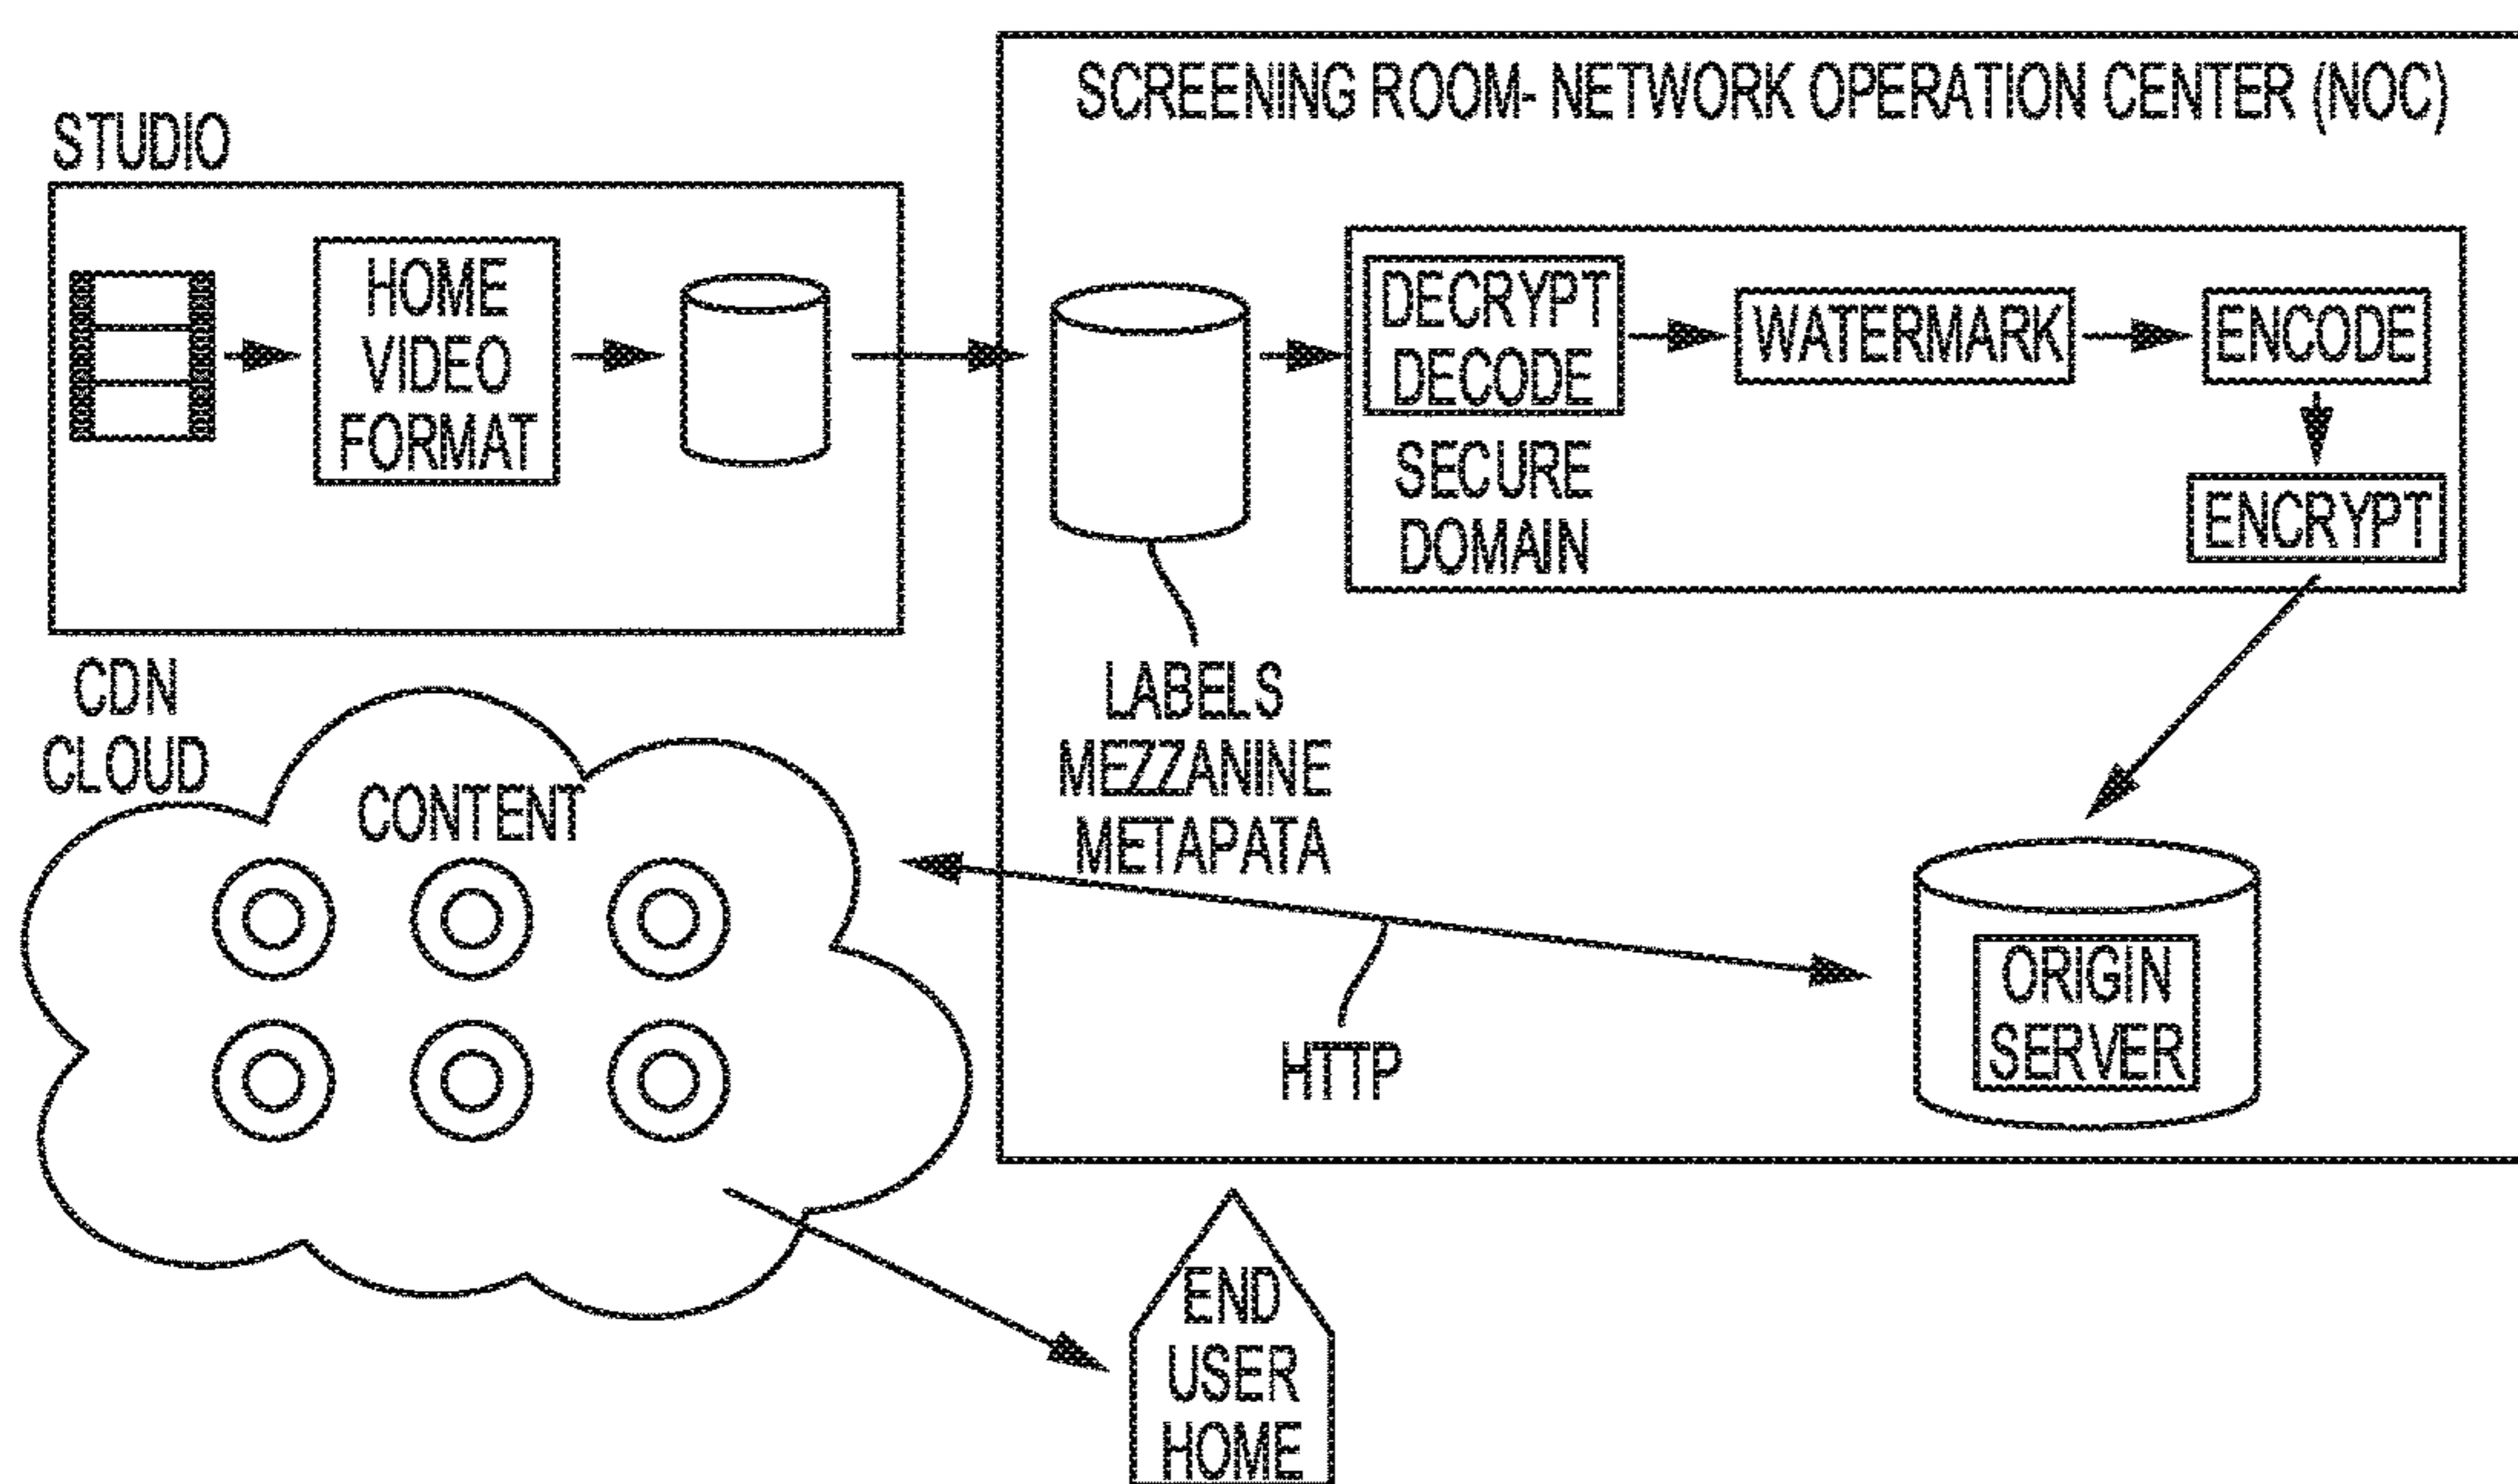 SCREENING ROOM- NETWORK OPERATION CENTER (NOC)
STUDIO
HOME
VIDEO
FORMAT
DECRYPT
DECODE
WATERMARK
ENCODE
SECURE
DOMAIN
ENCRYPT
LABELS
MEZZANINE
METAPATA
CDN
CLOUD
CONTENT
HTTP
ORIGIN
SERVER
END
USER
HOME